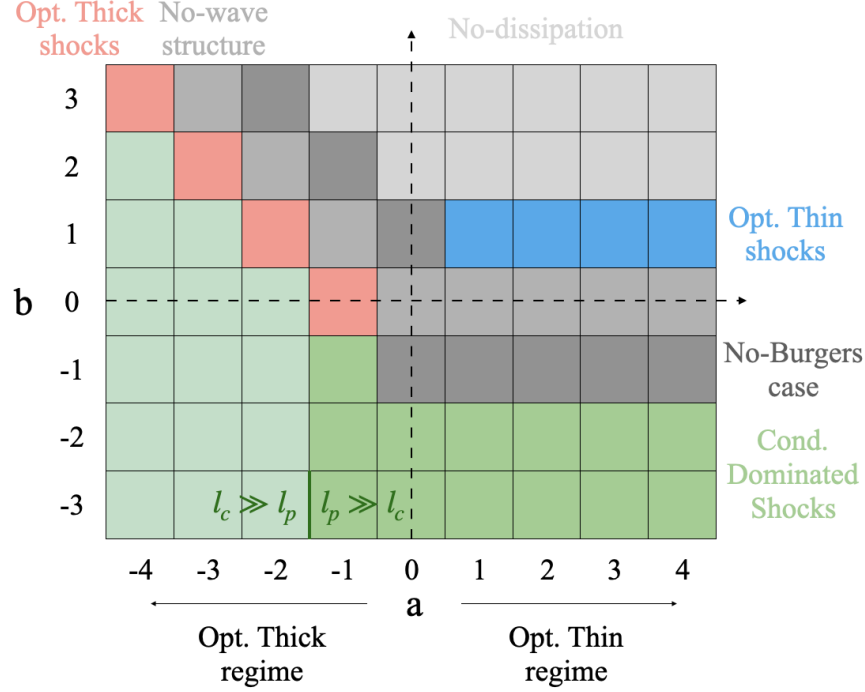 Opt. Thick
shocks
No-wave
structure
No-dissipation
3
2
1
0
-1
-2
-3
b
Opt. Thin
shocks
No-Burgers
case
Cond.
Dominated
Shocks
l_c ≫ l_p
l_p ≫ l_c
-4 -3 -2 -1 0 1 2 3 4
a
Opt. Thick
regime
Opt. Thin
regime